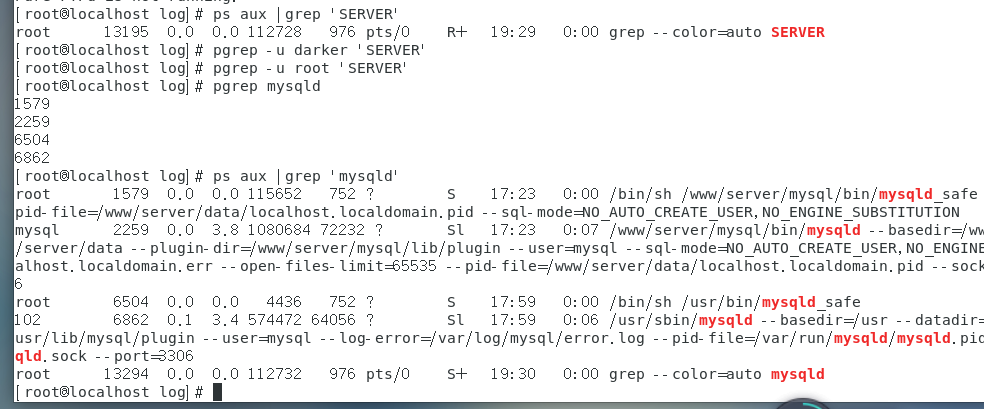 [root@localhost log]# ps aux |grep 'SERVER'
root      13195  0.0  0.0 112728   976 pts/0    R+   19:29   0:00 grep --color=auto SERVER
[root@localhost log]# pgrep -u darker 'SERVER'
[root@localhost log]# pgrep -u root 'SERVER'
[root@localhost log]# pgrep mysqld
1579
2259
6504
6862
[root@localhost log]# ps aux |grep 'mysqld'
root       1579  0.0  0.0 115652   752 ?        S    17:23   0:00 /bin/sh /www/server/mysql/bin/mysqld_safe
pid-file=/www/server/data/localhost.localdomain.pid --sql-mode=NO_AUTO_CREATE_USER,NO_ENGINE_SUBSTITUTION
mysql      2259  0.0  3.8 1080684 72232 ?       Sl   17:23   0:07 /www/server/mysql/bin/mysqld --basedir=/ww
/server/data --plugin-dir=/www/server/mysql/lib/plugin --user=mysql --sql-mode=NO_AUTO_CREATE_USER,NO_ENGINE
alhost.localdomain.err --open-files-limit=65535 --pid-file=/www/server/data/localhost.localdomain.pid --sock
6
root       6504  0.0  0.0   4436   752 ?        S    17:59   0:00 /bin/sh /usr/bin/mysqld_safe
102        6862  0.1  3.4 574472 64056 ?        Sl   17:59   0:06 /usr/sbin/mysqld --basedir=/usr --datadir=
usr/lib/mysql/plugin --user=mysql --log-error=/var/log/mysql/error.log --pid-file=/var/run/mysqld/mysqld.pid
qld.sock --port=3306
root      13294  0.0  0.0 112732   976 pts/0    S+   19:30   0:00 grep --color=auto mysqld
[root@localhost log]#